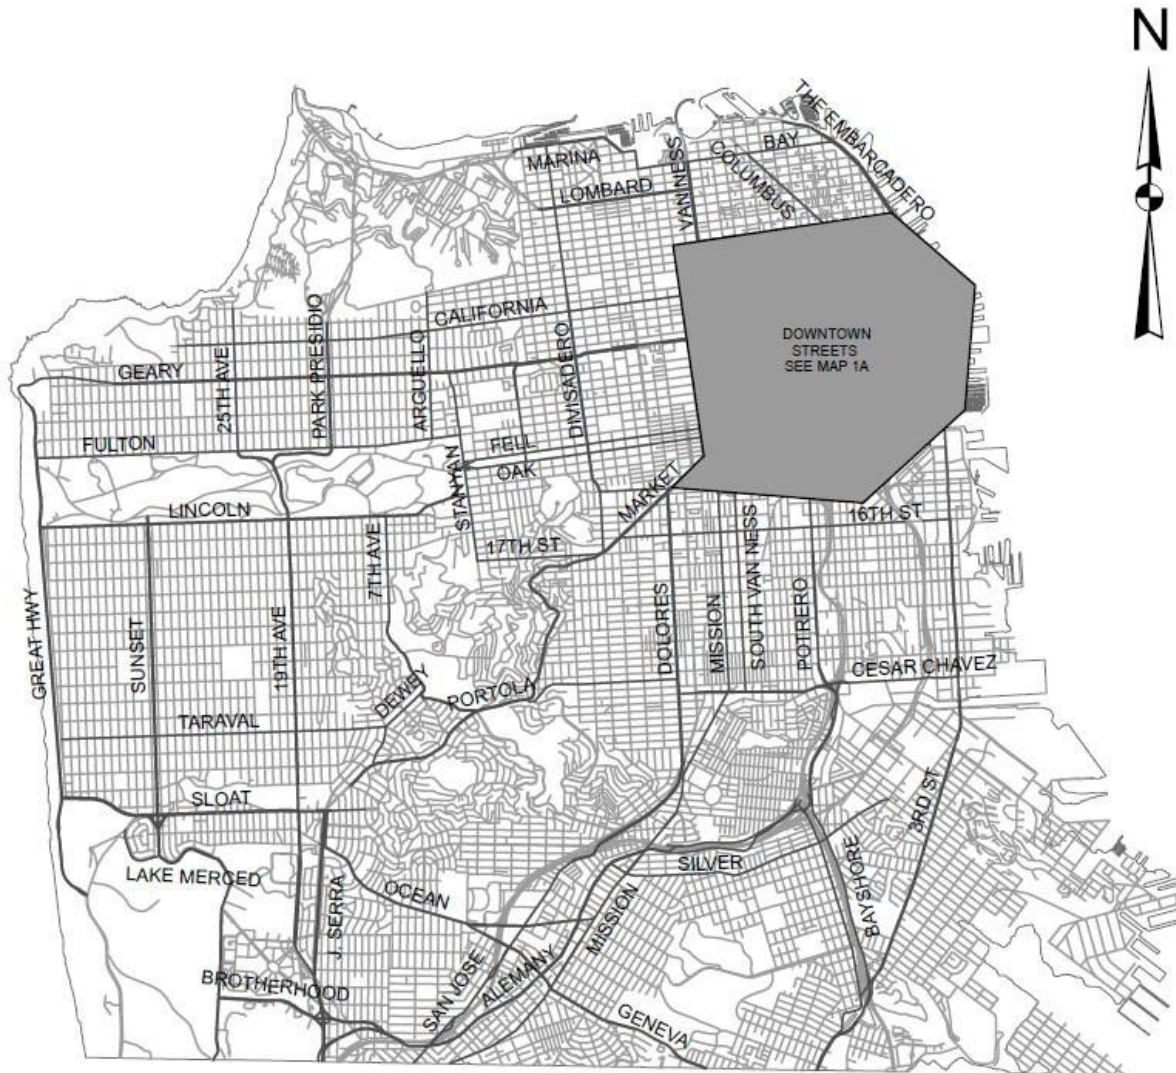 N
THE EMBARCADERO
BAY
COLUMBUS
MARINA
VAN NESS
LOMBARD
CALIFORNIA
DOWNTOWN
STREETS
SEE MAP 1A
GEARY
25TH AVE
PARK PRESIDIO
ARGUELLO
DIVISADERO
FULTON
FELL
OAK
STANYAN
MARKET
LINCOLN
16TH ST
17TH ST
7TH AVE
GREAT HWY
SUNSET
19TH AVE
DOLORES
MISSION
SOUTH VAN NESS
POTRERO
CESAR CHAVEZ
DEWEY
PORTOLA
TARAVAL
SLOAT
3RD ST
LAKE MERCED
OCEAN
SILVER
BAYSHORE
J. SERRA
MISSION
BROTHERHOOD
SAN JOSE
ALEMANY
GENEVA